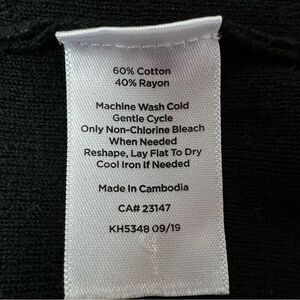 60% Cotton
40% Rayon
Machine Wash Cold
Gentle Cycle
Only Non-Chlorine Bleach
When Needed
Reshape, Lay Flat To Dry
Cool Iron If Needed
Made In Cambodia
CA# 23147
KH5348 09/19